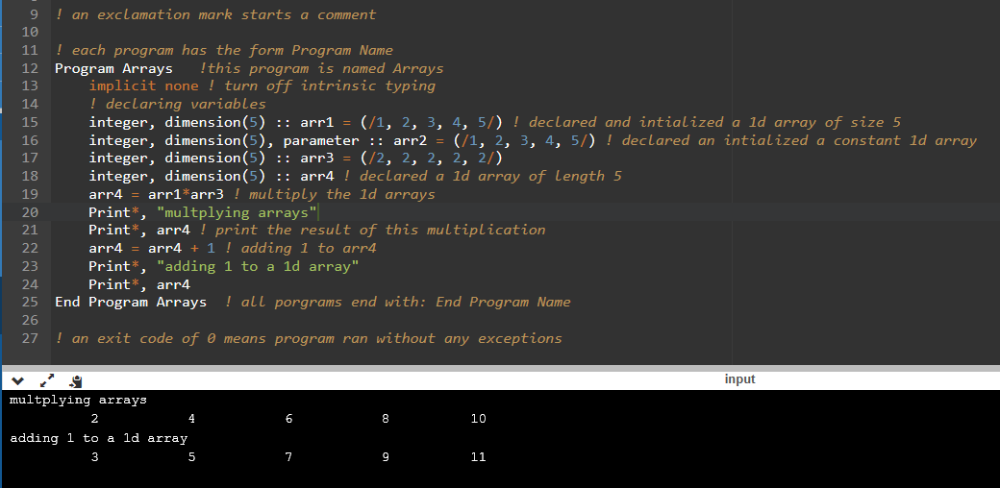 9 ! an exclamation mark starts a comment
10
11 ! each program has the form Program Name
12 Program Arrays !this program is named Arrays
13 implicit none ! turn off intrinsic typing
14 ! declaring variables
15 integer, dimension(5) :: arr1 = (/1, 2, 3, 4, 5/) ! declared and intialized a 1d array of size 5
16 integer, dimension(5), parameter :: arr2 = (/1, 2, 3, 4, 5/) ! declared an intialized a constant 1d array
17 integer, dimension(5) :: arr3 = (/2, 2, 2, 2, 2/)
18 integer, dimension(5) :: arr4 ! declared a 1d array of length 5
19 arr4 = arr1*arr3 ! multiply the 1d arrays
20 Print*, "multplying arrays"
21 Print*, arr4 ! print the result of this multiplication
22 arr4 = arr4 + 1 ! adding 1 to arr4
23 Print*, "adding 1 to a 1d array"
24 Print*, arr4
25 End Program Arrays ! all porgrams end with: End Program Name
26
27 ! an exit code of 0 means program ran without any exceptions
input
multplying arrays
2 4 6 8 10
adding 1 to a 1d array
3 5 7 9 11